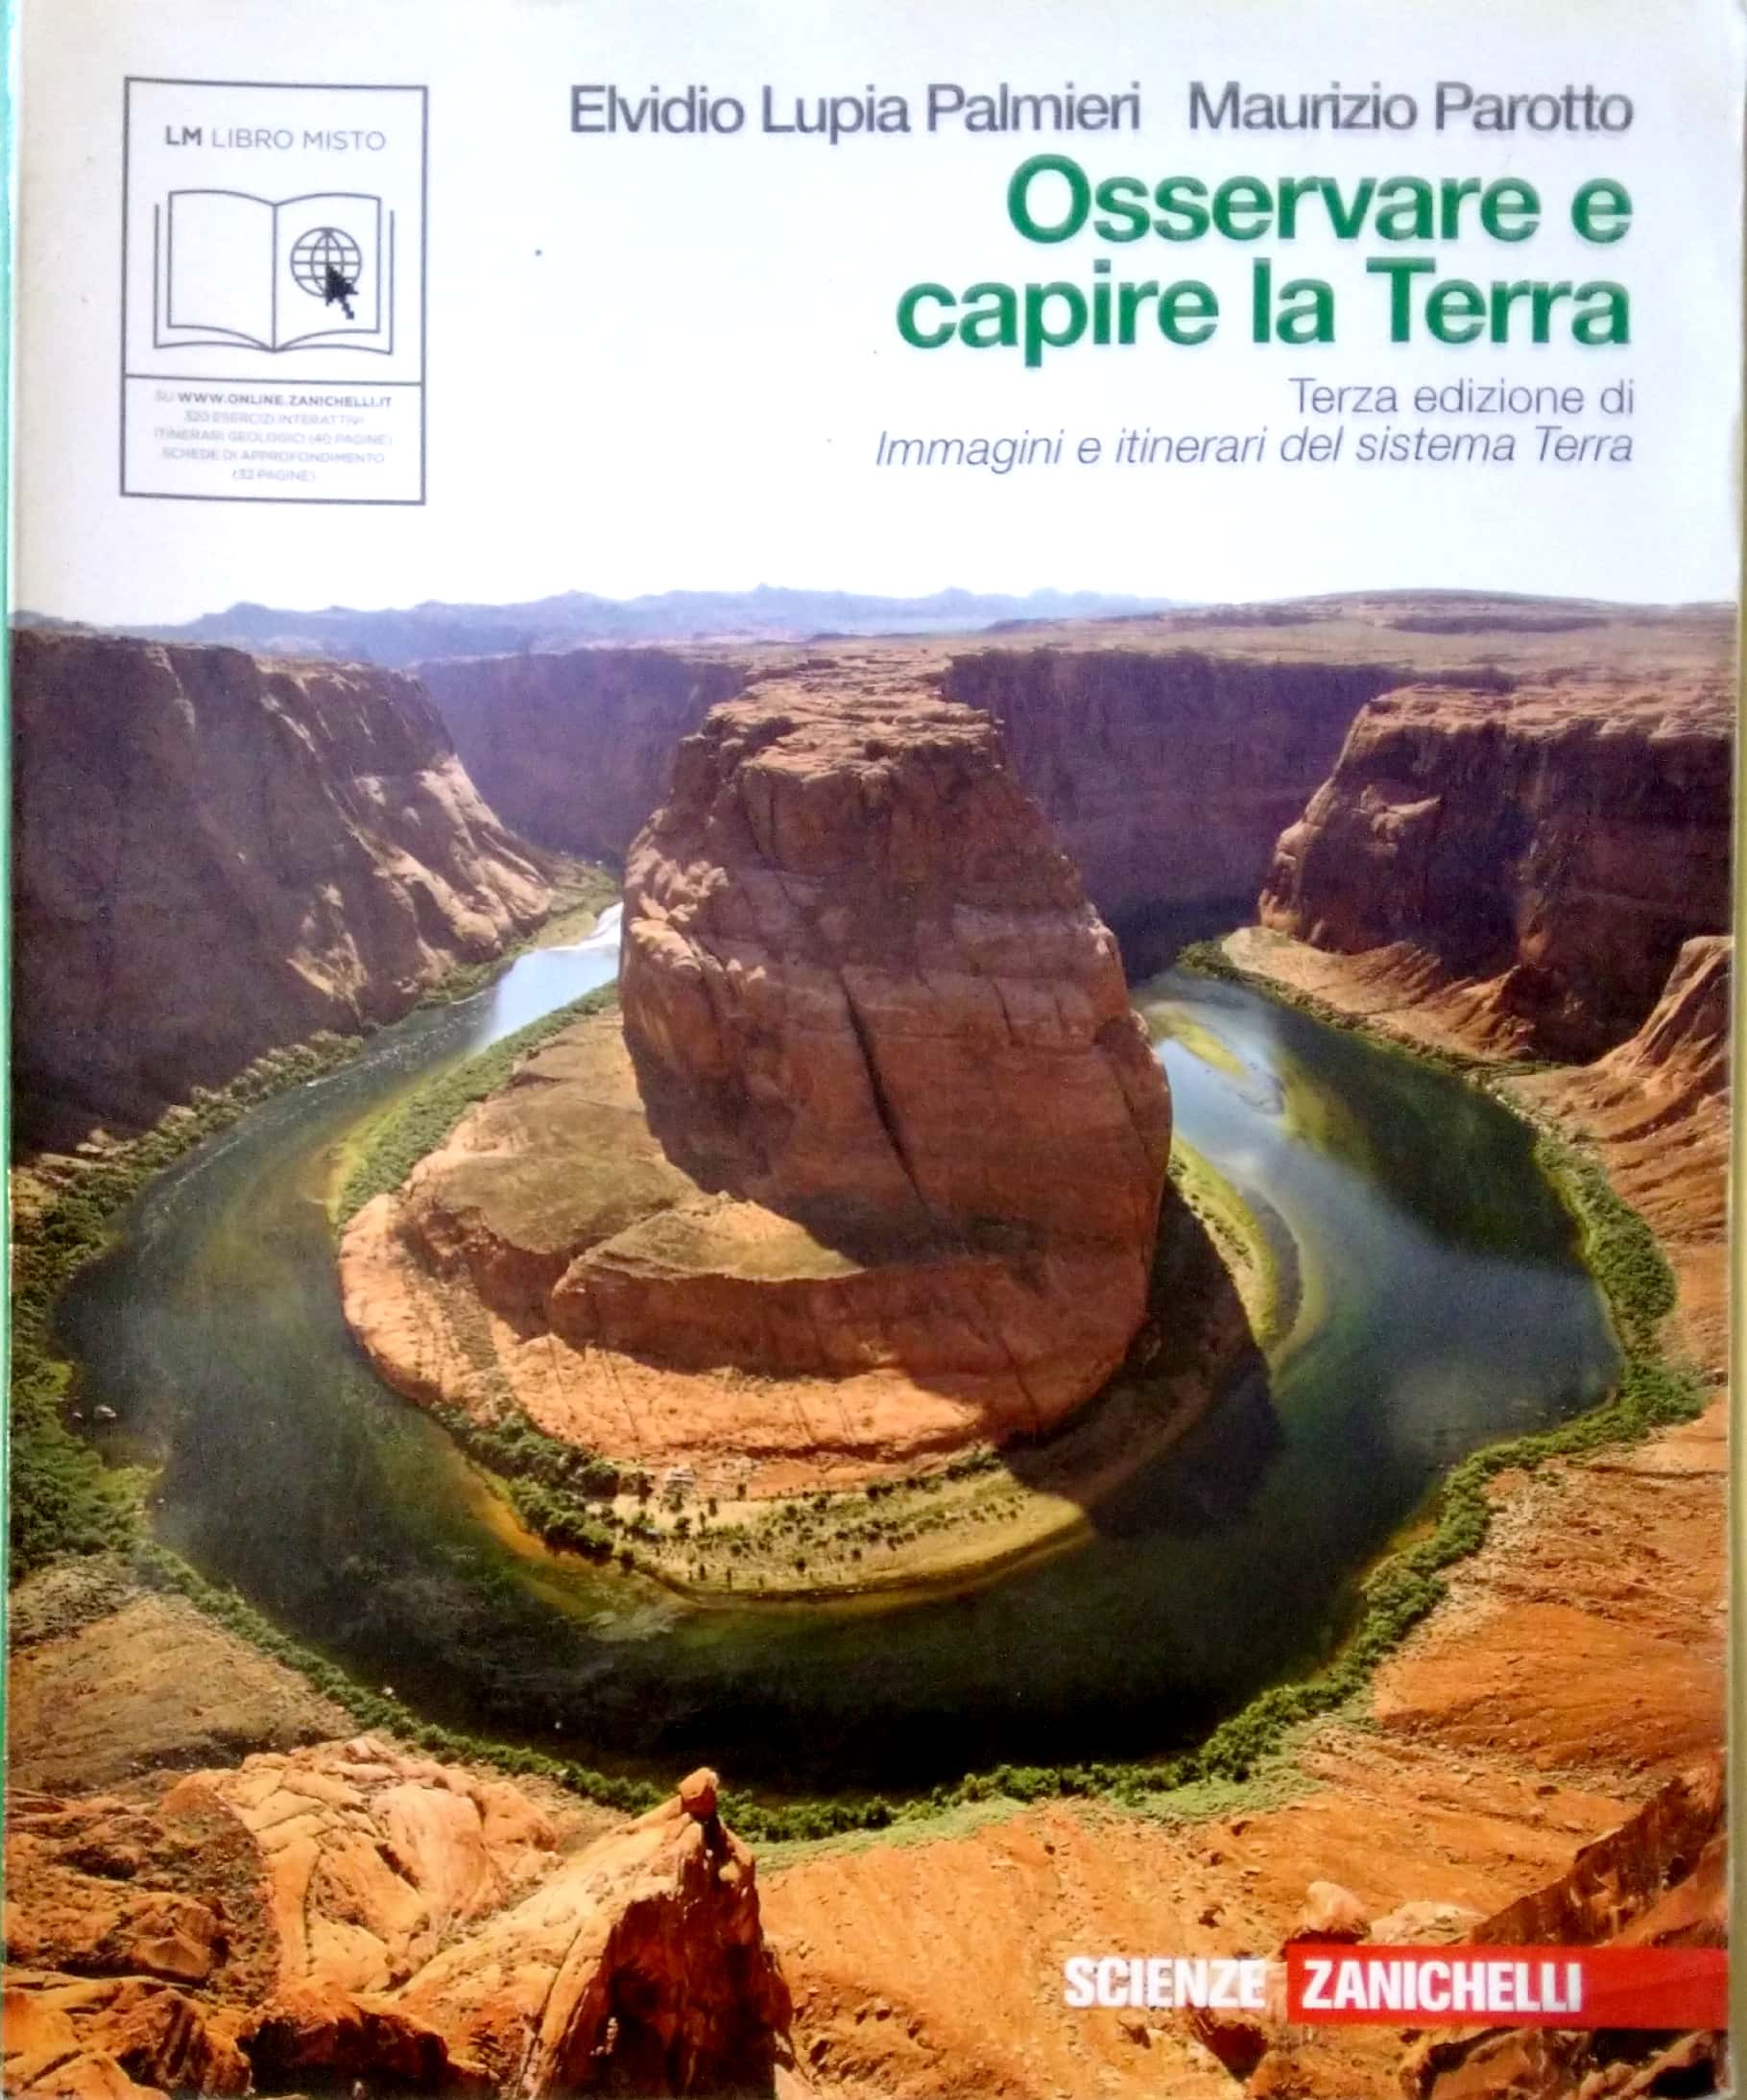 LM LIBRO MISTO
SU WWW.ONLINE.ZANICHELLI.IT
320 ESERCIZI INTERATTIVI
ITINERARI GEOLOGICI (40 PAGINE)
SCHEDE DI APPROFONDIMENTO
(32 PAGINE)
Elvidio Lupia Palmieri Maurizio Parotto
Osservare e
capire la Terra
Terza edizione di
Immagini e itinerari del sistema Terra
SCIENZE ZANICHELLI